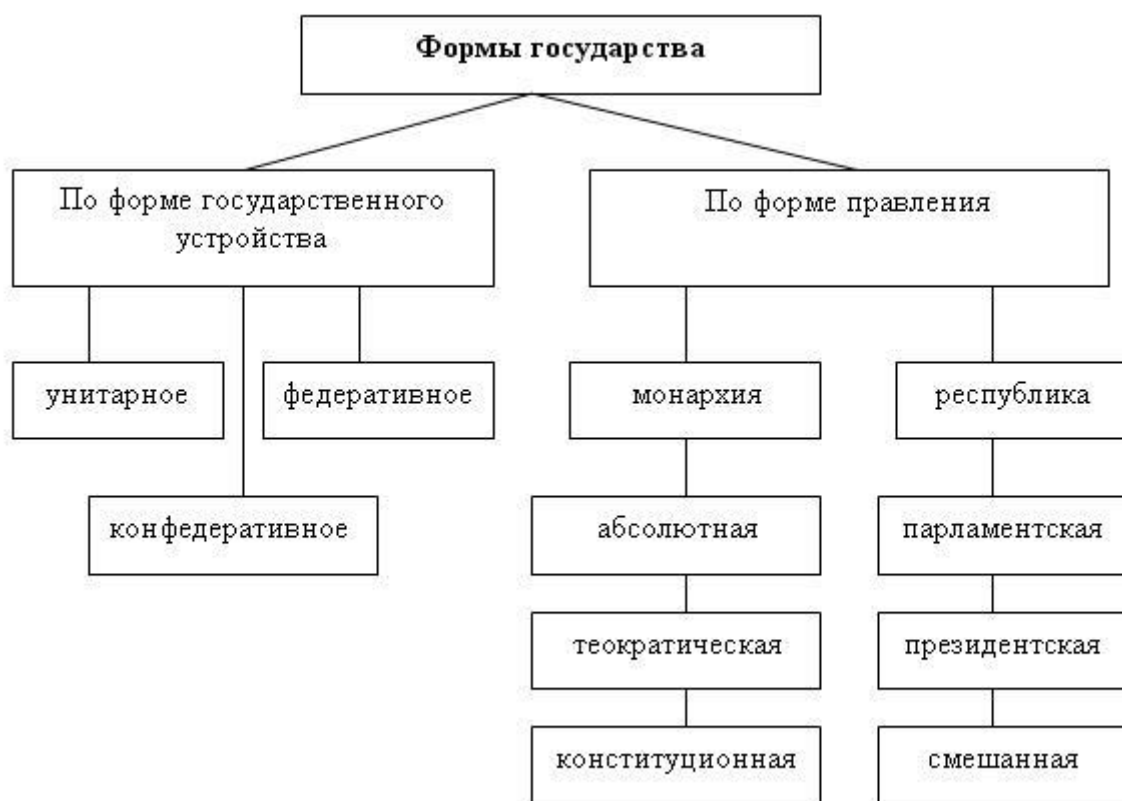 Формы государства
По форме государственного
устройства
По форме правления
унитарное
федеративное
монархия
республика
конфедеративное
абсолютная
парламентская
теократическая
президентская
конституционная
смешанная